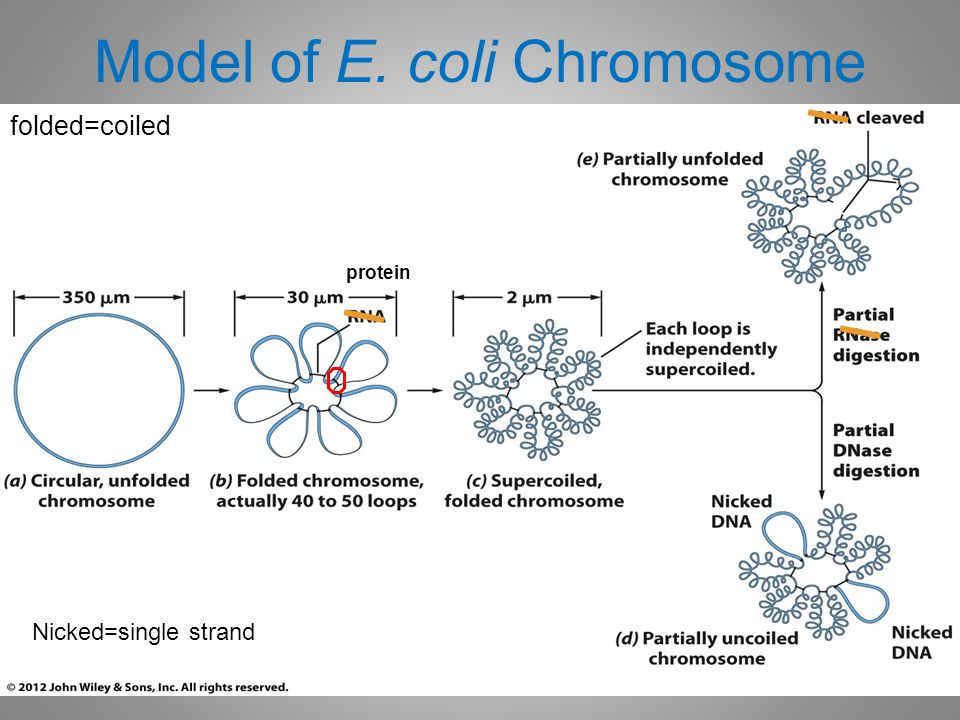 Model of E. coli Chromosome
folded=coiled
RNA cleaved
(e) Partially unfolded
chromosome
protein
350 μm
30 μm
RNA
2 μm
Each loop is
independently
supercoiled.
Partial
RNase
digestion
(a) Circular, unfolded
chromosome
(b) Folded chromosome,
actually 40 to 50 loops
(c) Supercoiled,
folded chromosome
Partial
DNase
digestion
Nicked
DNA
Nicked=single strand
(d) Partially uncoiled
chromosome
Nicked
DNA
© 2012 John Wiley & Sons, Inc. All rights reserved.